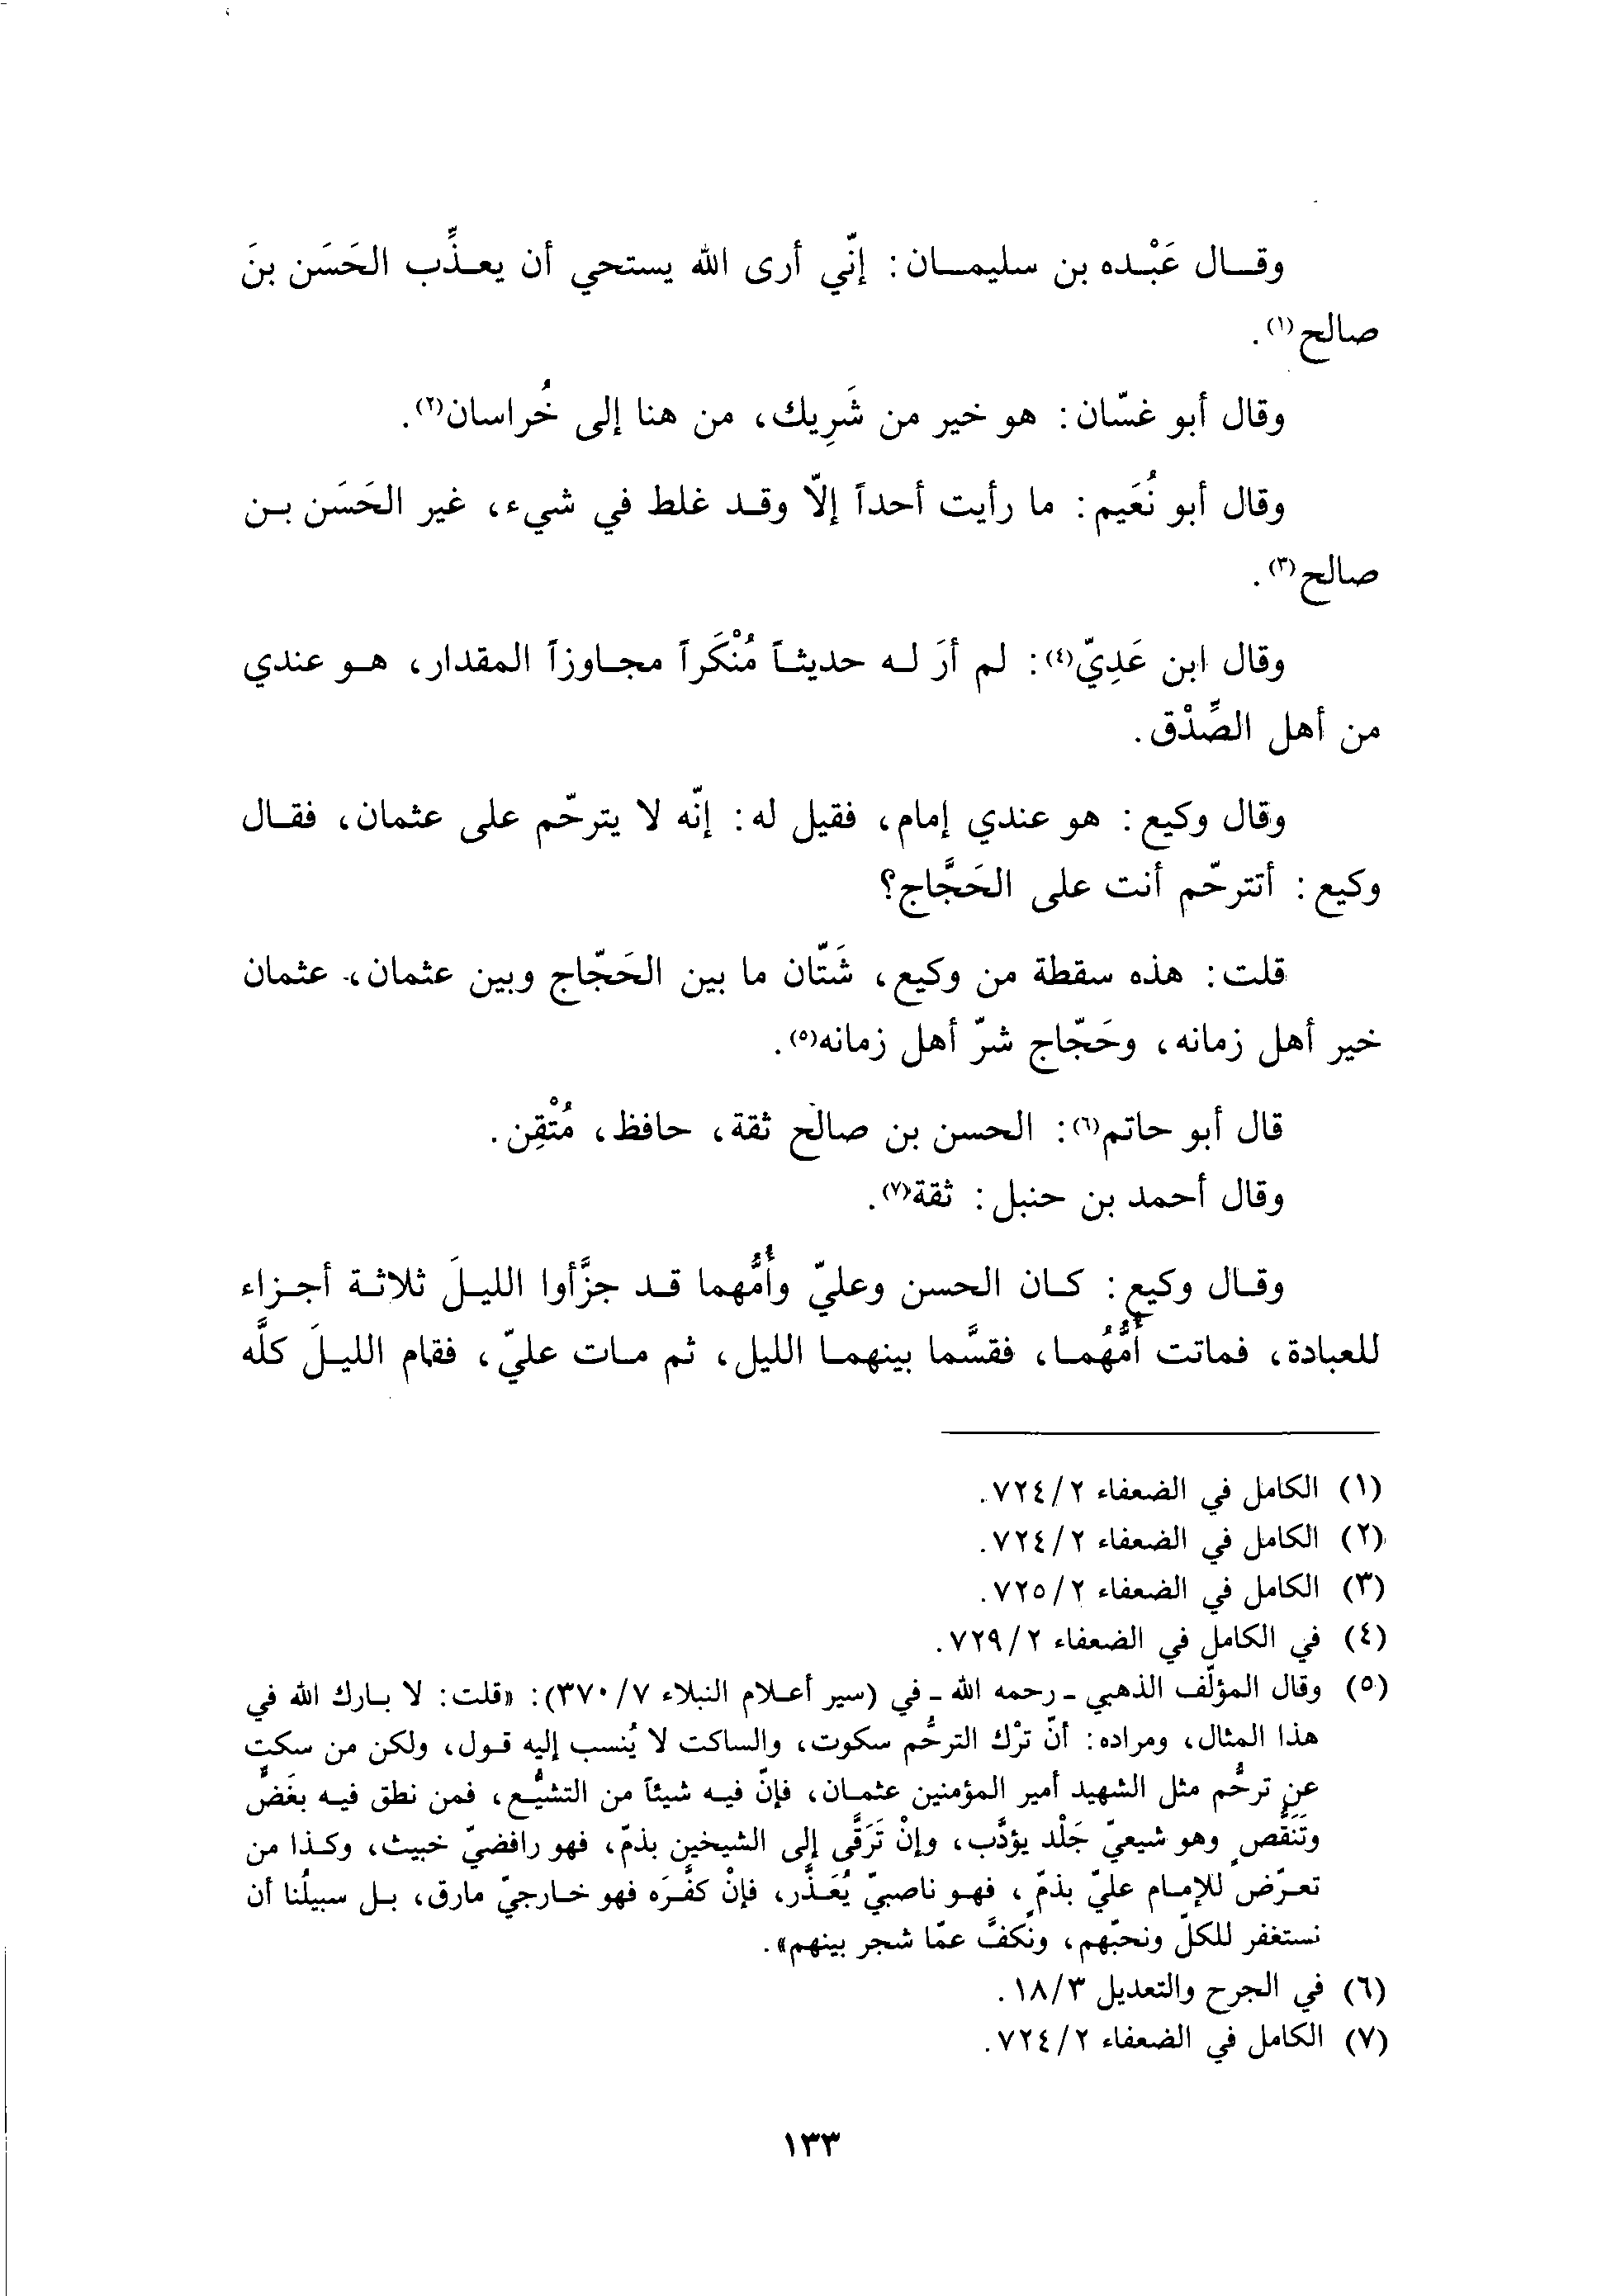 وقال عَبْده بن سليمان: إنّي أرى الله يستحي أن يعذِّب الحَسَن بنَ
صالح(١).
وقال أبو غسّان: هو خير من شَرِيك، من هنا إلى خُراسان(٢).
وقال أبو نُعَيم: ما رأيت أحداً إلّا وقد غلط في شيء، غير الحَسَن بن
صالح(٣).
وقال ابن عَدِيّ(٤): لم أرَ له حديثاً مُنْكَراً مجاوزاً المقدار، هو عندي
من أهل الصِّدْق.
وقال وكيع: هو عندي إمام، فقيل له: إنّه لا يترحّم على عثمان، فقال
وكيع: أتترحّم أنت على الحَجَّاج؟
قلت: هذه سقطة من وكيع، شَتّان ما بين الحَجّاج وبين عثمان، عثمان
خير أهل زمانه، وحَجّاج شرّ أهل زمانه(٥).
قال أبو حاتم(٦): الحسن بن صالح ثقة، حافظ، مُتْقِن.
وقال أحمد بن حنبل: ثقة(٧).
وقال وكيع: كان الحسن وعليّ وأُمُّهما قد جزَّأوا الليلَ ثلاثة أجزاء
للعبادة، فماتت أُمُّهُما، فقسَّما بينهما الليل، ثم مات عليّ، فقام الليلَ كلَّه
(١) الكامل في الضعفاء ٢/ ٧٢٤.
(٢) الكامل في الضعفاء ٢/ ٧٢٤.
(٣) الكامل في الضعفاء ٢/ ٧٢٥.
(٤) في الكامل في الضعفاء ٢/ ٧٢٩.
(٥) وقال المؤلّف الذهبي ـ رحمه الله ـ في (سير أعلام النبلاء ٧/ ٣٧٠): «قلت: لا بارك الله في
هذا المثال، ومراده: أنّ ترْك الترحُّم سكوت، والساكت لا يُنسب إليه قول، ولكن من سكت
عن ترحُّم مثل الشهيد أمير المؤمنين عثمان، فإنّ فيه شيئاً من التشيُّع، فمن نطق فيه بغَضٍّ
وتَنَقُّصٍ وهو شيعيّ جَلْد يؤدَّب، وإنْ تَرَقَّى إلى الشيخين بذمّ، فهو رافضيّ خبيث، وكذا من
تعرّض للإمام عليّ بذمّ، فهو ناصبيّ يُعَذَّر، فإنْ كفَّرَه فهو خارجيّ مارق، بل سبيلُنا أن
نستغفر للكلّ ونحبّهم، ونكفَّ عمّا شجر بينهم».
(٦) في الجرح والتعديل ٣/ ١٨.
(٧) الكامل في الضعفاء ٢/ ٧٢٤.
١٣٣